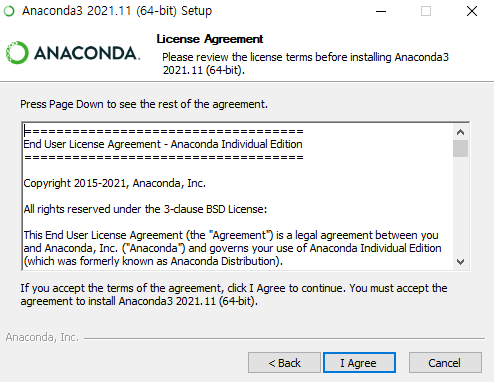 Anaconda3 2021.11 (64-bit) Setup
ANACONDA.
License Agreement
Please review the license terms before installing Anaconda3
2021.11 (64-bit).
Press Page Down to see the rest of the agreement.
===================================
End User License Agreement - Anaconda Individual Edition
===================================
Copyright 2015-2021, Anaconda, Inc.
All rights reserved under the 3-clause BSD License:
This End User License Agreement (the "Agreement") is a legal agreement between you
and Anaconda, Inc. ("Anaconda") and governs your use of Anaconda Individual Edition
(which was formerly known as Anaconda Distribution).
If you accept the terms of the agreement, click I Agree to continue. You must accept the
agreement to install Anaconda3 2021.11 (64-bit).
Anaconda, Inc.
< Back
I Agree
Cancel